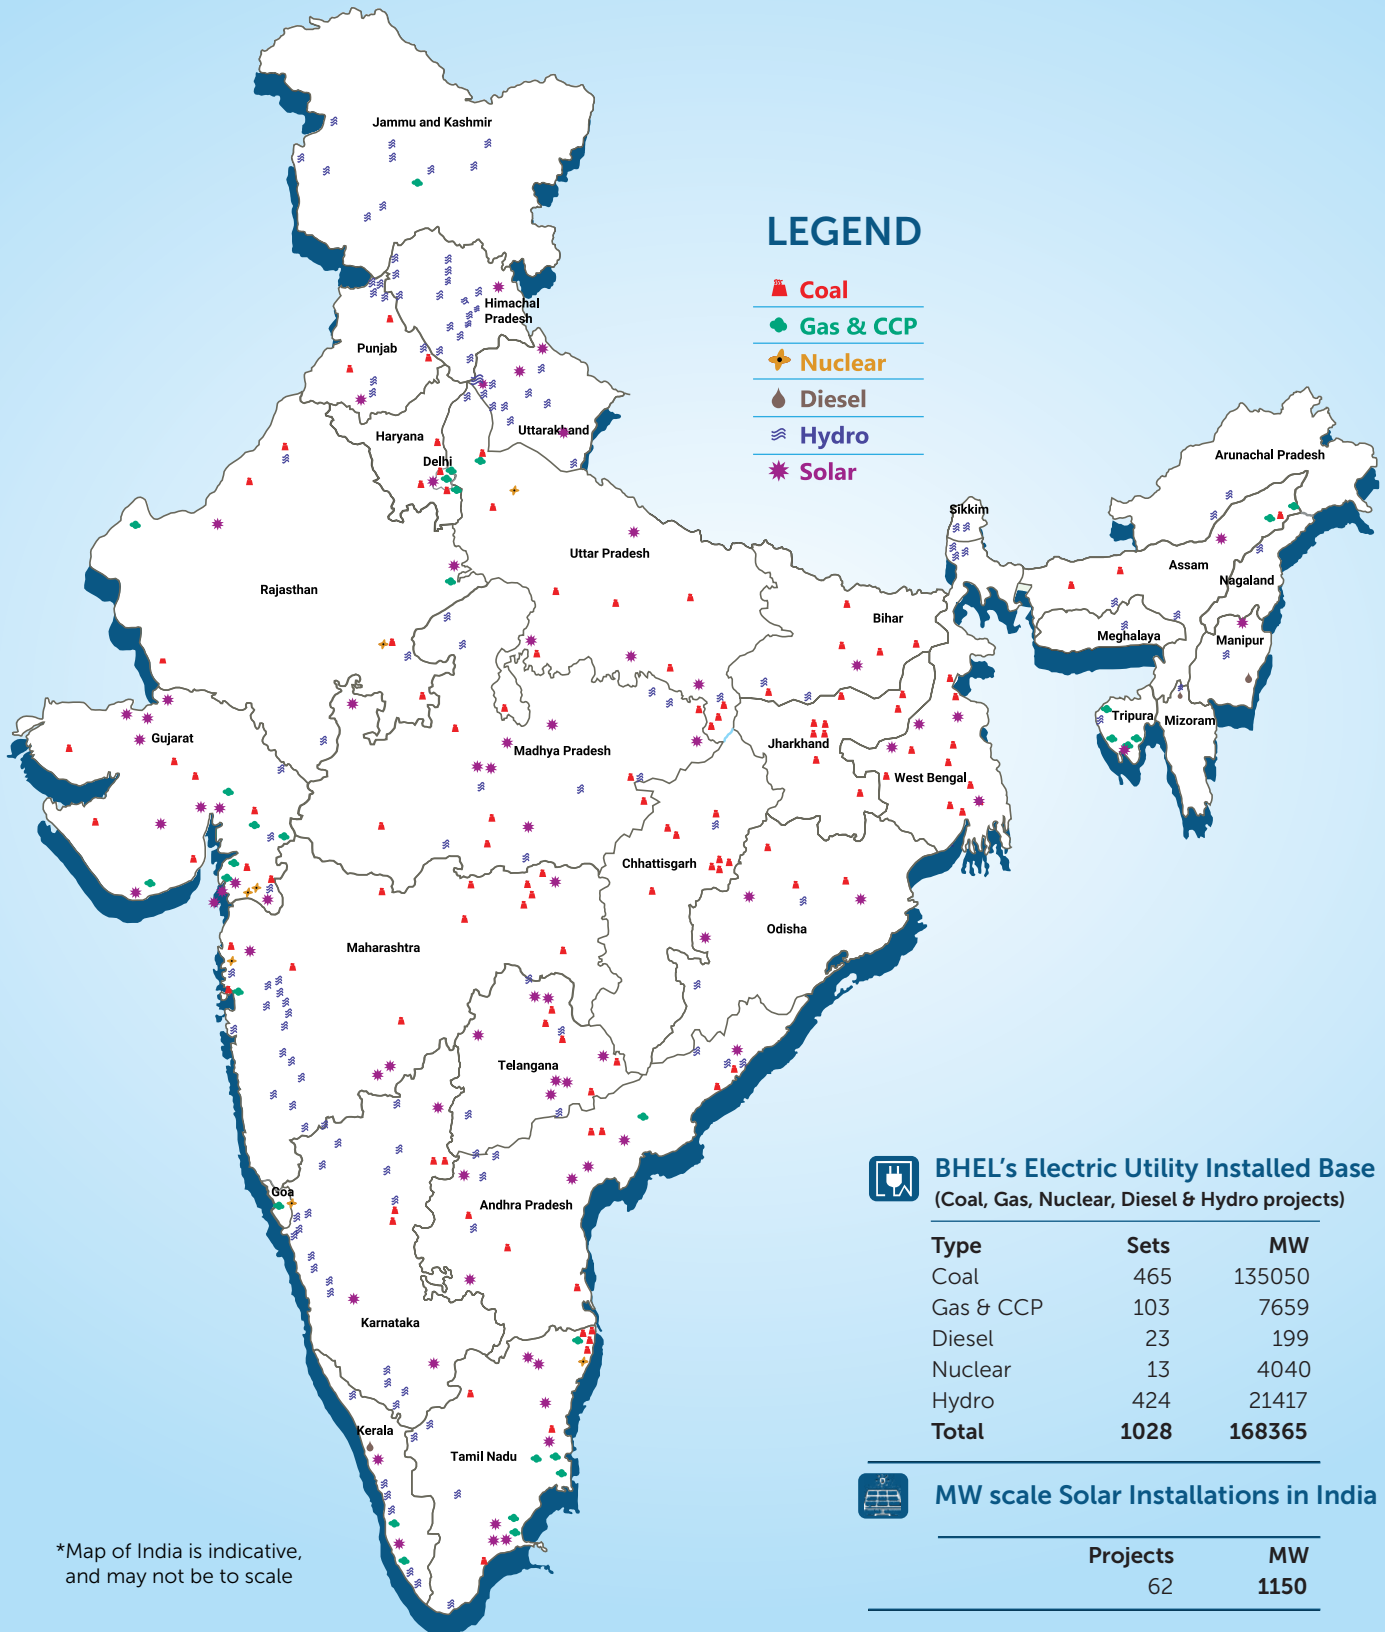 Jammu and Kashmir
LEGEND
Coal
Gas & CCP
Nuclear
Diesel
Hydro
Solar
Himachal
Pradesh
Punjab
Uttarakhand
Haryana
Delhi
Arunachal Pradesh
Sikkim
Uttar Pradesh
Assam
Nagaland
Rajasthan
Bihar
Meghalaya
Manipur
Tripura
Mizoram
Gujarat
Madhya Pradesh
Jharkhand
West Bengal
Chhattisgarh
Odisha
Maharashtra
Telangana
Goa
Andhra Pradesh
Karnataka
Kerala
Tamil Nadu
BHEL's Electric Utility Installed Base
(Coal, Gas, Nuclear, Diesel & Hydro projects)
Type Sets MW
Coal 465 135050
Gas & CCP 103 7659
Diesel 23 199
Nuclear 13 4040
Hydro 424 21417
Total 1028 168365
MW scale Solar Installations in India
Projects MW
62 1150
*Map of India is indicative,
and may not be to scale